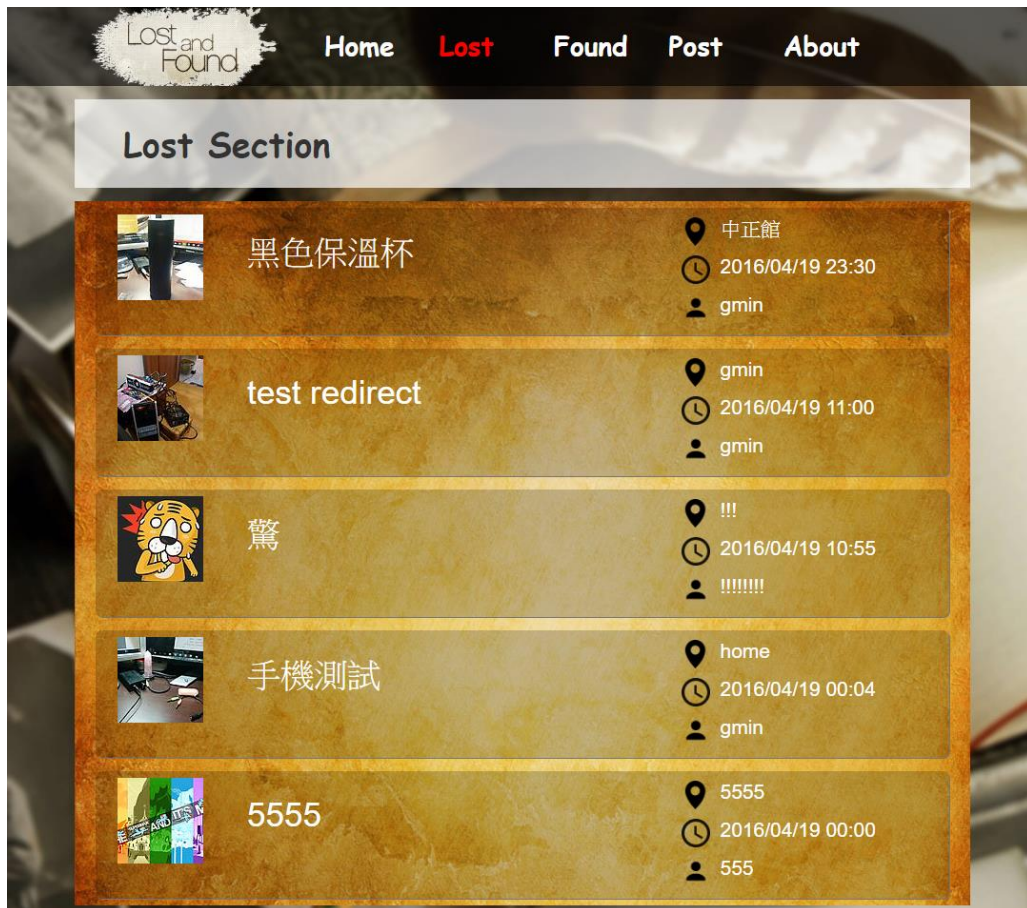 Lost and
Found
Home Lost Found Post About
Lost Section
黑色保溫杯
中正館
2016/04/19 23:30
gmin
test redirect
gmin
2016/04/19 11:00
gmin
驚
!!!
2016/04/19 10:55
!!!!!!!!
手機測試
home
2016/04/19 00:04
gmin
5555
5555
2016/04/19 00:00
555